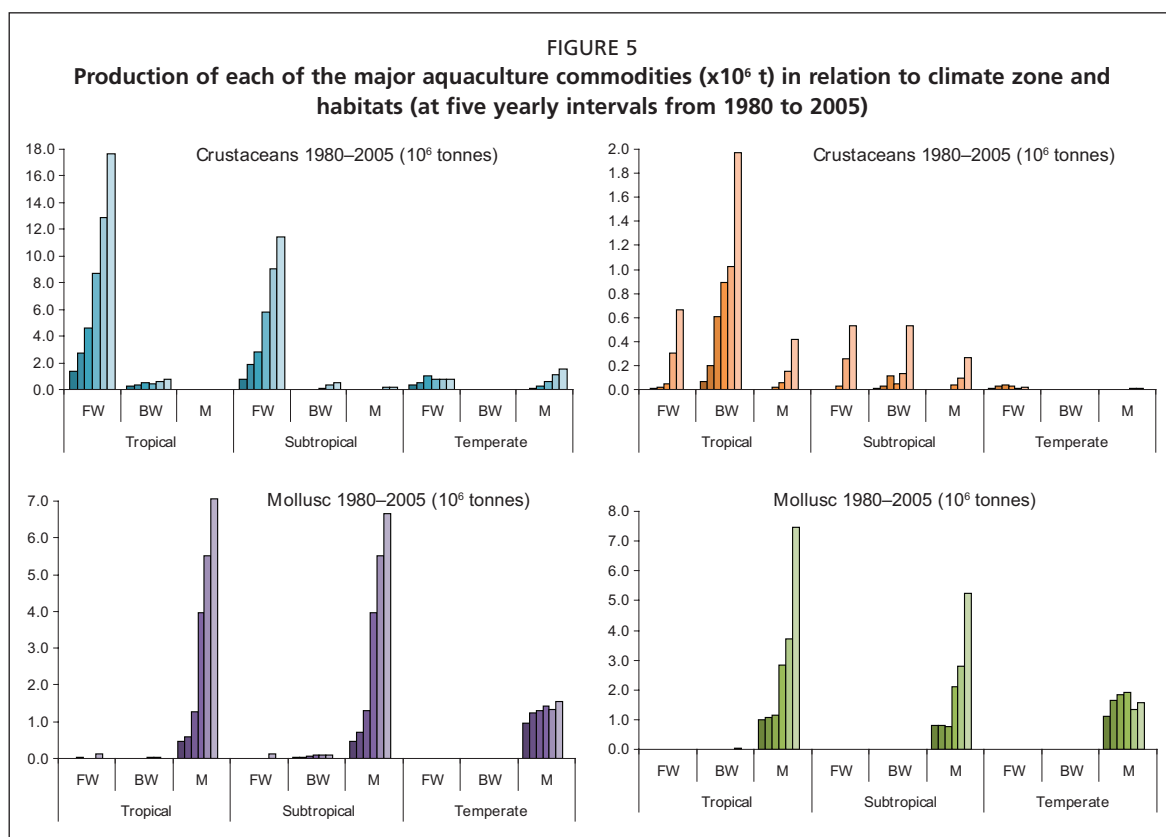 FIGURE 5
Production of each of the major aquaculture commodities (x10⁶ t) in relation to climate zone and
habitats (at five yearly intervals from 1980 to 2005)
Crustaceans 1980–2005 (10⁶ tonnes)
18.0
16.0
14.0
12.0
10.0
8.0
6.0
4.0
2.0
0.0
FW BW M FW BW M FW BW M
Tropical Subtropical Temperate
Crustaceans 1980–2005 (10⁶ tonnes)
2.0
1.8
1.6
1.4
1.2
2.2
1.0
0.8
0.6
0.4
0.2
0.0
FW BW M FW BW M FW BW M
Tropical Subtropical Temperate
Mollusc 1980–2005 (10⁶ tonnes)
7.0
6.0
5.0
4.0
3.0
2.0
1.0
0.0
FW BW M FW BW M FW BW M
Tropical Subtropical Temperate
Mollusc 1980–2005 (10⁶ tonnes)
8.0
7.0
6.0
5.0
4.0
3.0
2.0
1.0
0.0
FW BW M FW BW M FW BW M
Tropical Subtropical Temperate